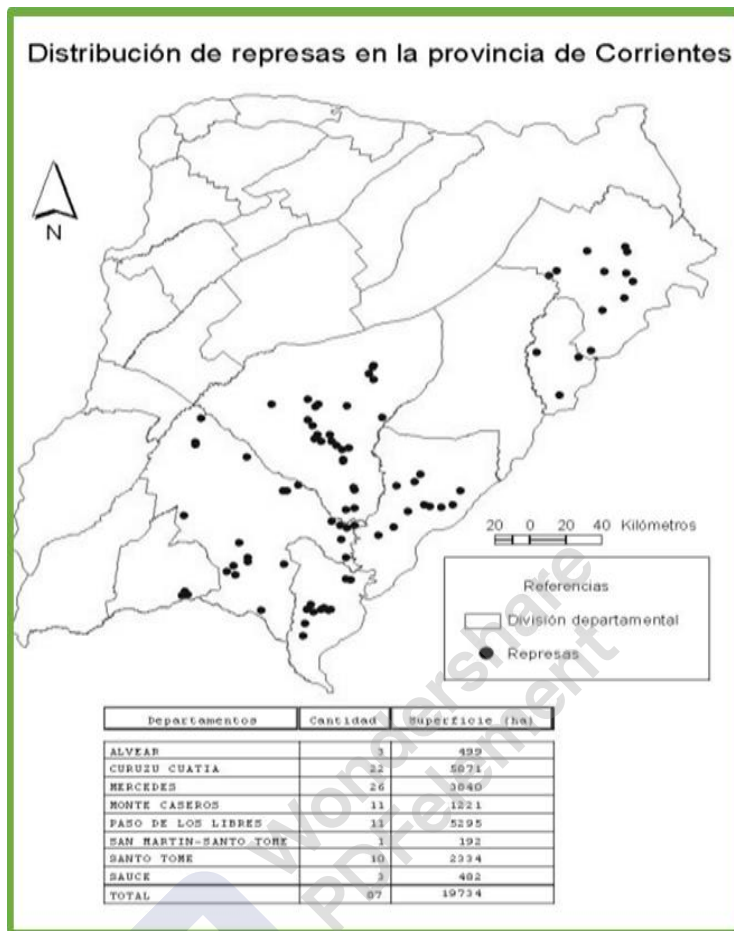 Distribución de represas en la provincia de Corrientes
N
20 0 20 40 Kilómetros
Referencias
División departamental
Represas
Departamentos Cantidad Superficie (ha)
ALVEAR 3 499
CURUZU CUATIA 22 5871
MERCEDES 26 3840
MONTE CASEROS 11 1221
PASO DE LOS LIBRES 11 5295
SAN MARTIN-SANTO TOME 1 192
SANTO TOME 10 2334
SAUCE 3 482
TOTAL 87 19734
Wondershare
PDFelement